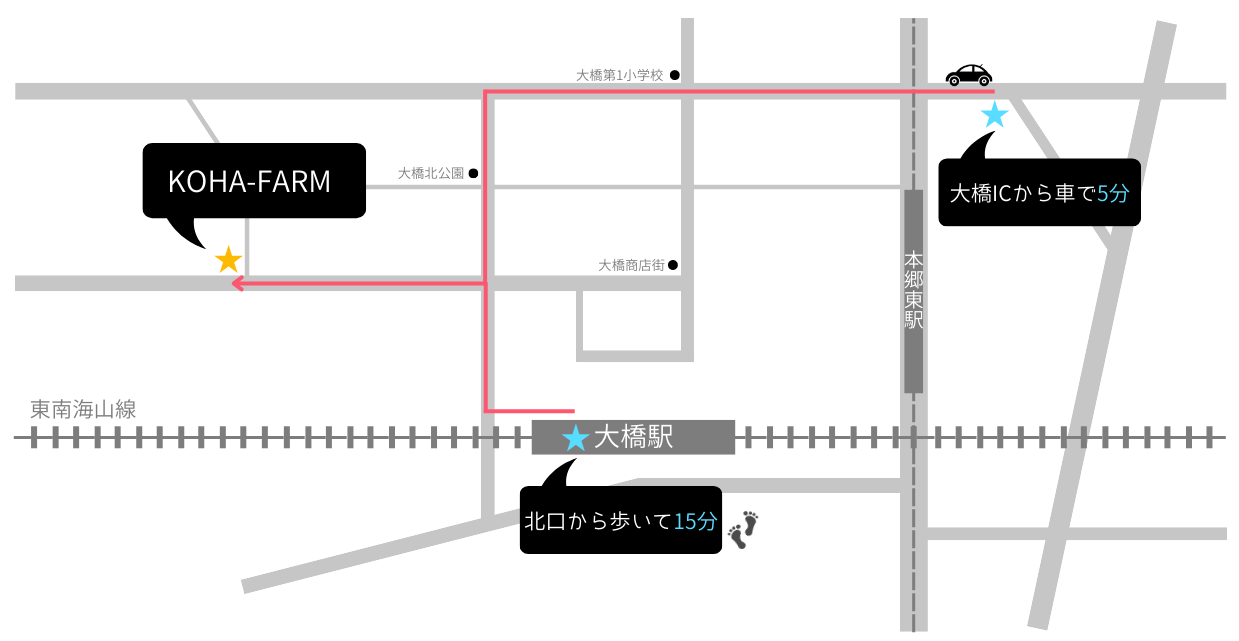 大橋第1小学校
KOHA-FARM
大橋北公園
大橋ICから車で5分
大橋商店街
本郷東駅
東南海山線
大橋駅
北口から歩いて15分